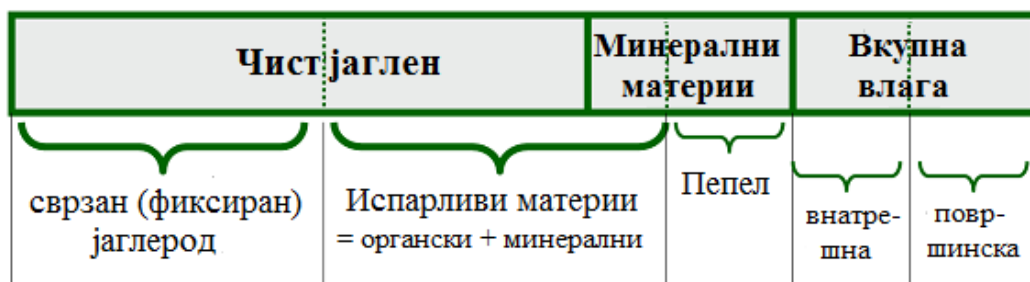 Чист јаглен
Минерални
материи
Вкупна
влага
сврзан (фиксиран)
јаглерод
Испарливи материи
= органски + минерални
Пепел
внатре-
шна
повр-
шинска